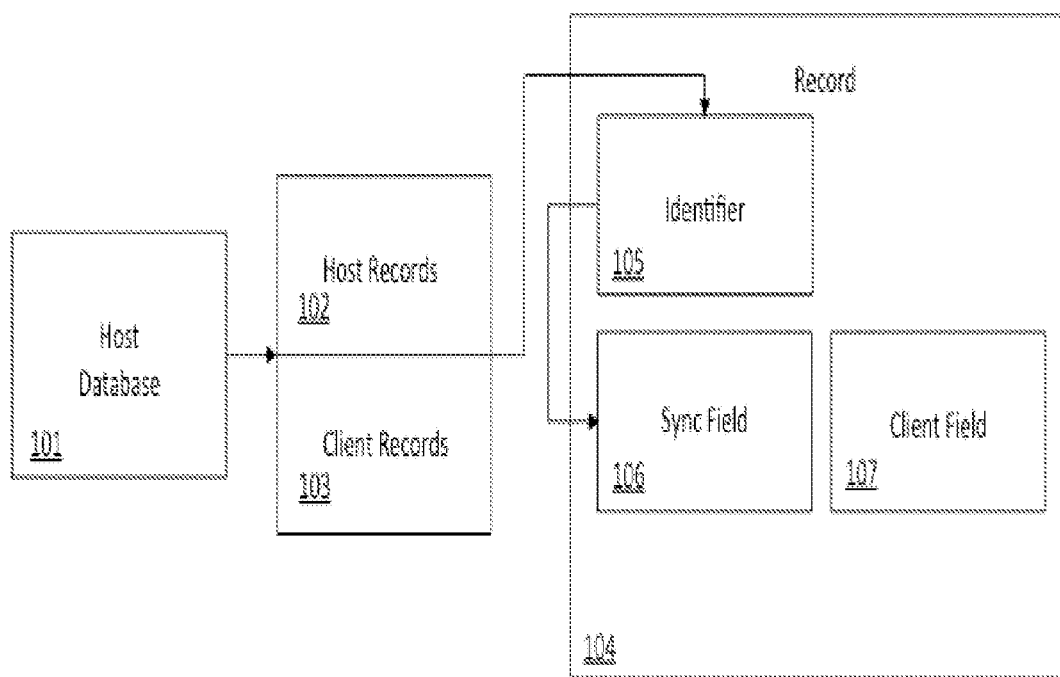 Host
Database
101
Host Records
102
Client Records
103
Record
Identifier
105
Sync Field
106
Client Field
107
104